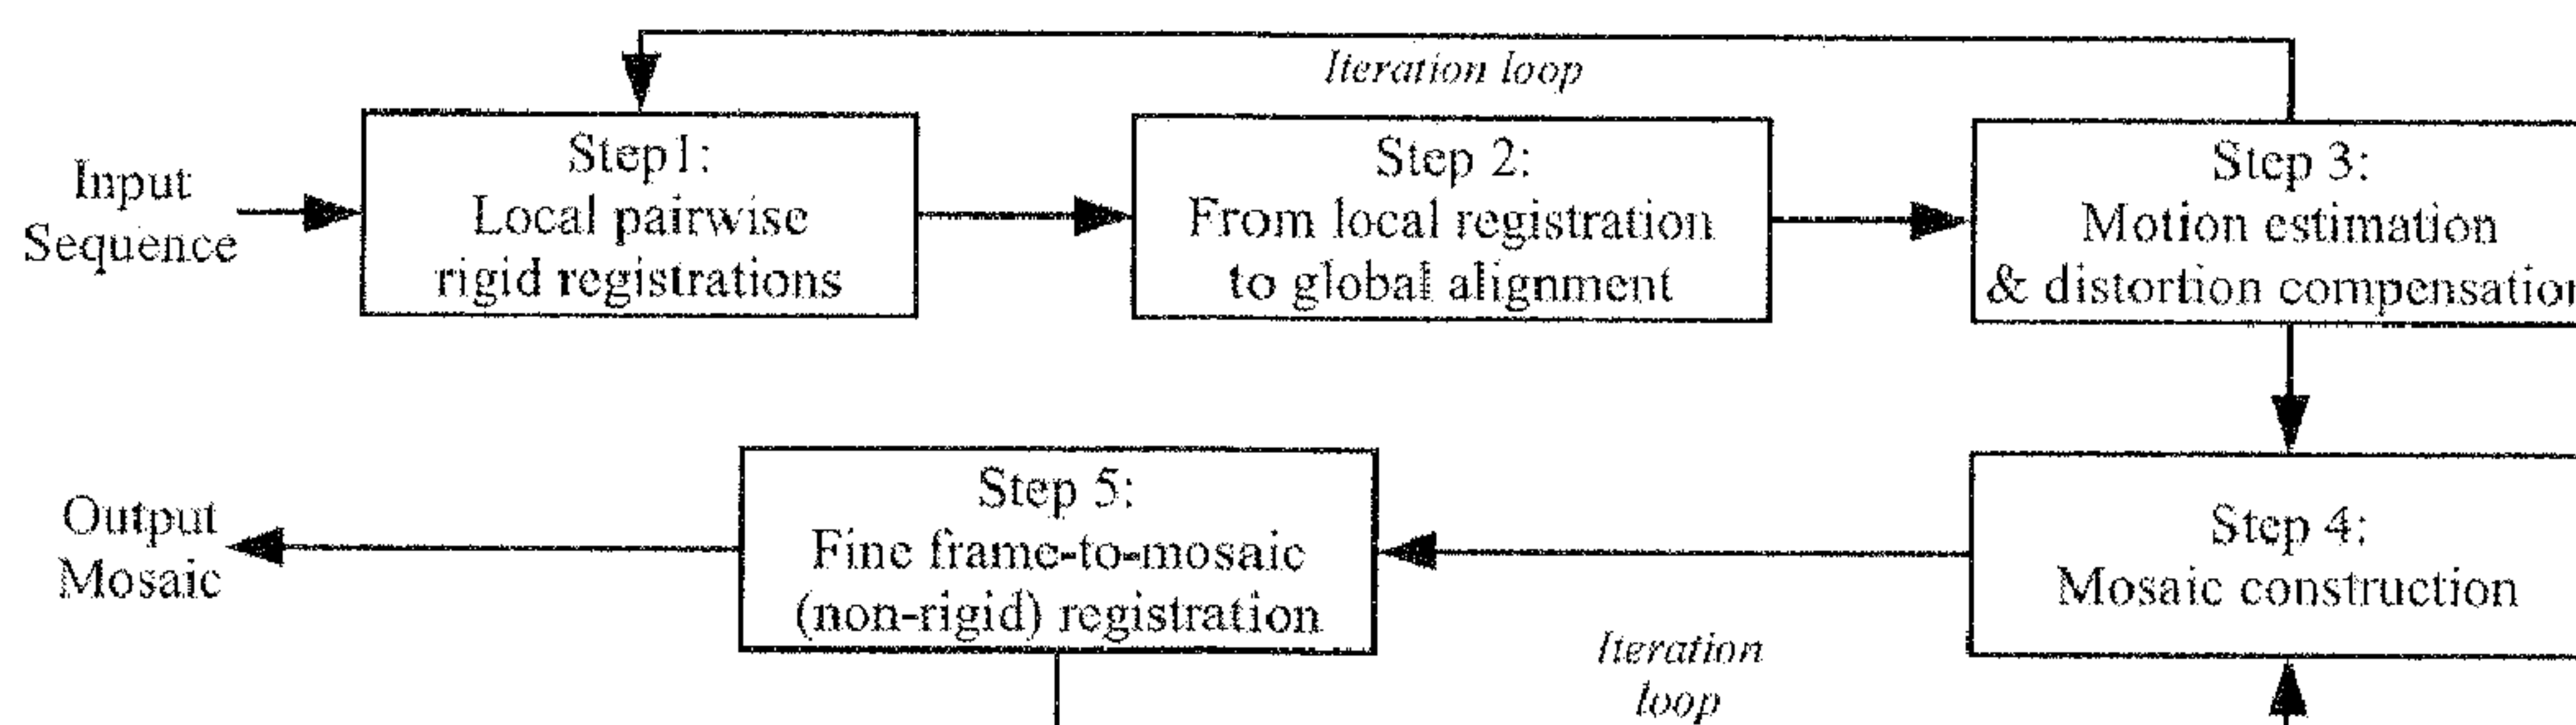 Iteration loop
Input
Sequence
Step1:
Local pairwise
rigid registrations
Step 2:
From local registration
to global alignment
Step 3:
Motion estimation
& distortion compensation
Output
Mosaic
Step 5:
Fine frame-to-mosaic
(non-rigid) registration
Step 4:
Mosaic construction
Iteration
loop